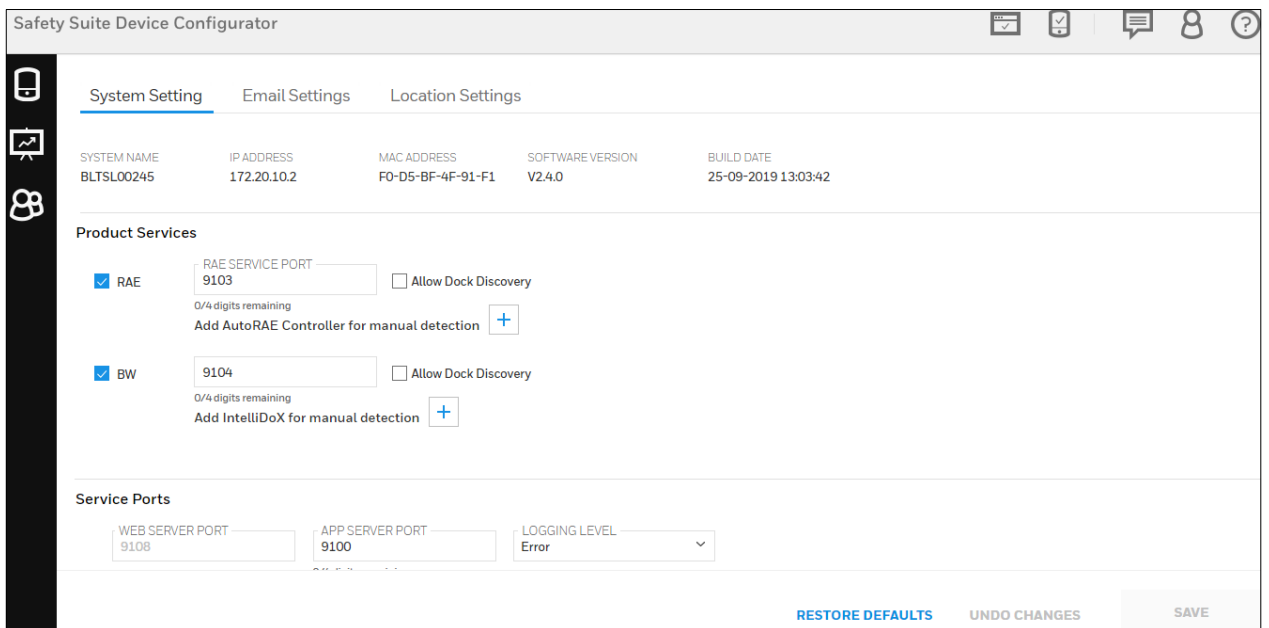 Safety Suite Device Configurator
System Setting Email Settings Location Settings
SYSTEM NAME IP ADDRESS MAC ADDRESS SOFTWARE VERSION BUILD DATE
BLTSL00245 172.20.10.2 F0-D5-BF-4F-91-F1 V2.4.0 25-09-2019 13:03:42
Product Services
RAE SERVICE PORT
RAE 9103 Allow Dock Discovery
0/4 digits remaining
Add AutoRAE Controller for manual detection +
BW 9104 Allow Dock Discovery
0/4 digits remaining
Add IntelliDoX for manual detection +
Service Ports
WEB SERVER PORT APP SERVER PORT LOGGING LEVEL
9108 9100 Error
RESTORE DEFAULTS UNDO CHANGES SAVE